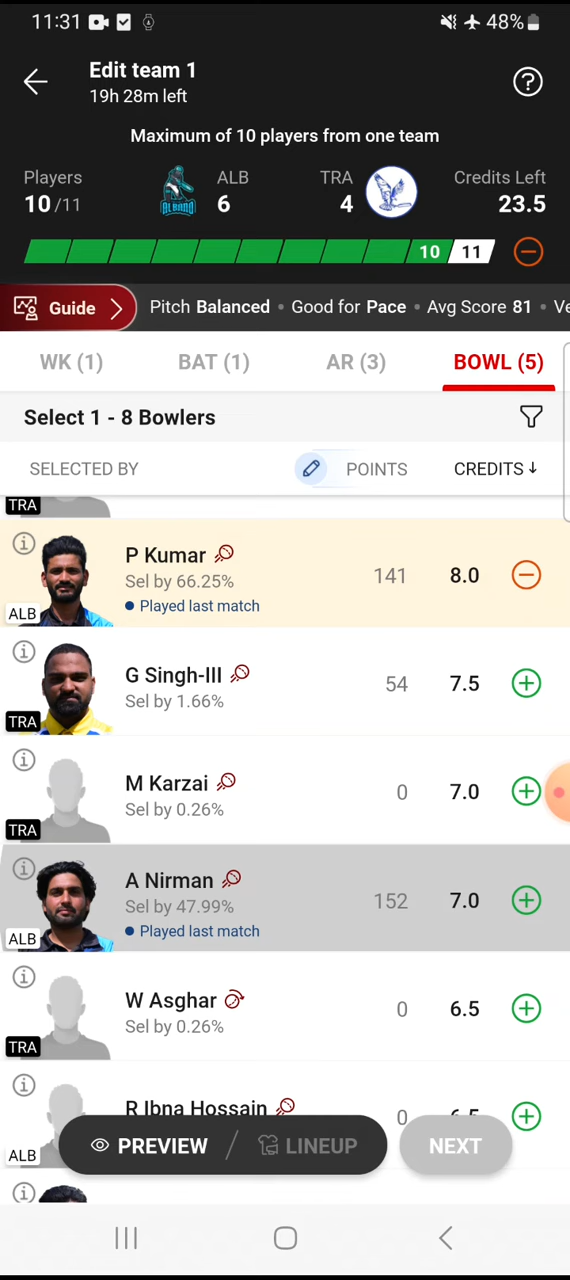 11:31 48%
Edit team 1
19h 28m left
Maximum of 10 players from one team
Players ALB TRA Credits Left
10/11 6 4 23.5
ALBANO
10 11
Guide Pitch Balanced • Good for Pace • Avg Score 81 • Ve
WK (1) BAT (1) AR (3) BOWL (5)
Select 1 - 8 Bowlers
SELECTED BY POINTS CREDITS↓
TRA
P Kumar
Sel by 66.25% 141 8.0
• Played last match
ALB
G Singh-III
Sel by 1.66% 54 7.5
TRA
M Karzai
Sel by 0.26% 0 7.0
TRA
A Nirman
Sel by 47.99% 152 7.0
• Played last match
ALB
W Asghar
Sel by 0.26% 0 6.5
TRA
R Ibna Hossain 0 6.5
ALB
PREVIEW / LINEUP NEXT